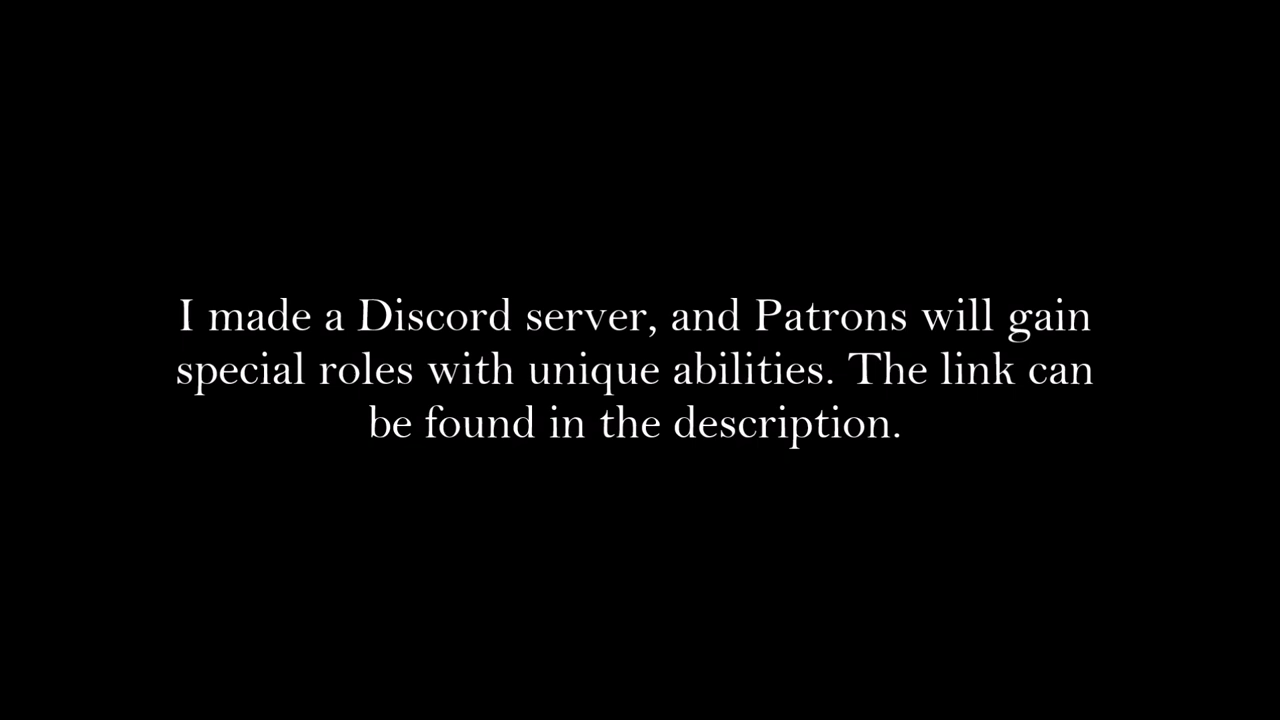 I made a Discord server, and Patrons will gain
special roles with unique abilities. The link can
be found in the description.